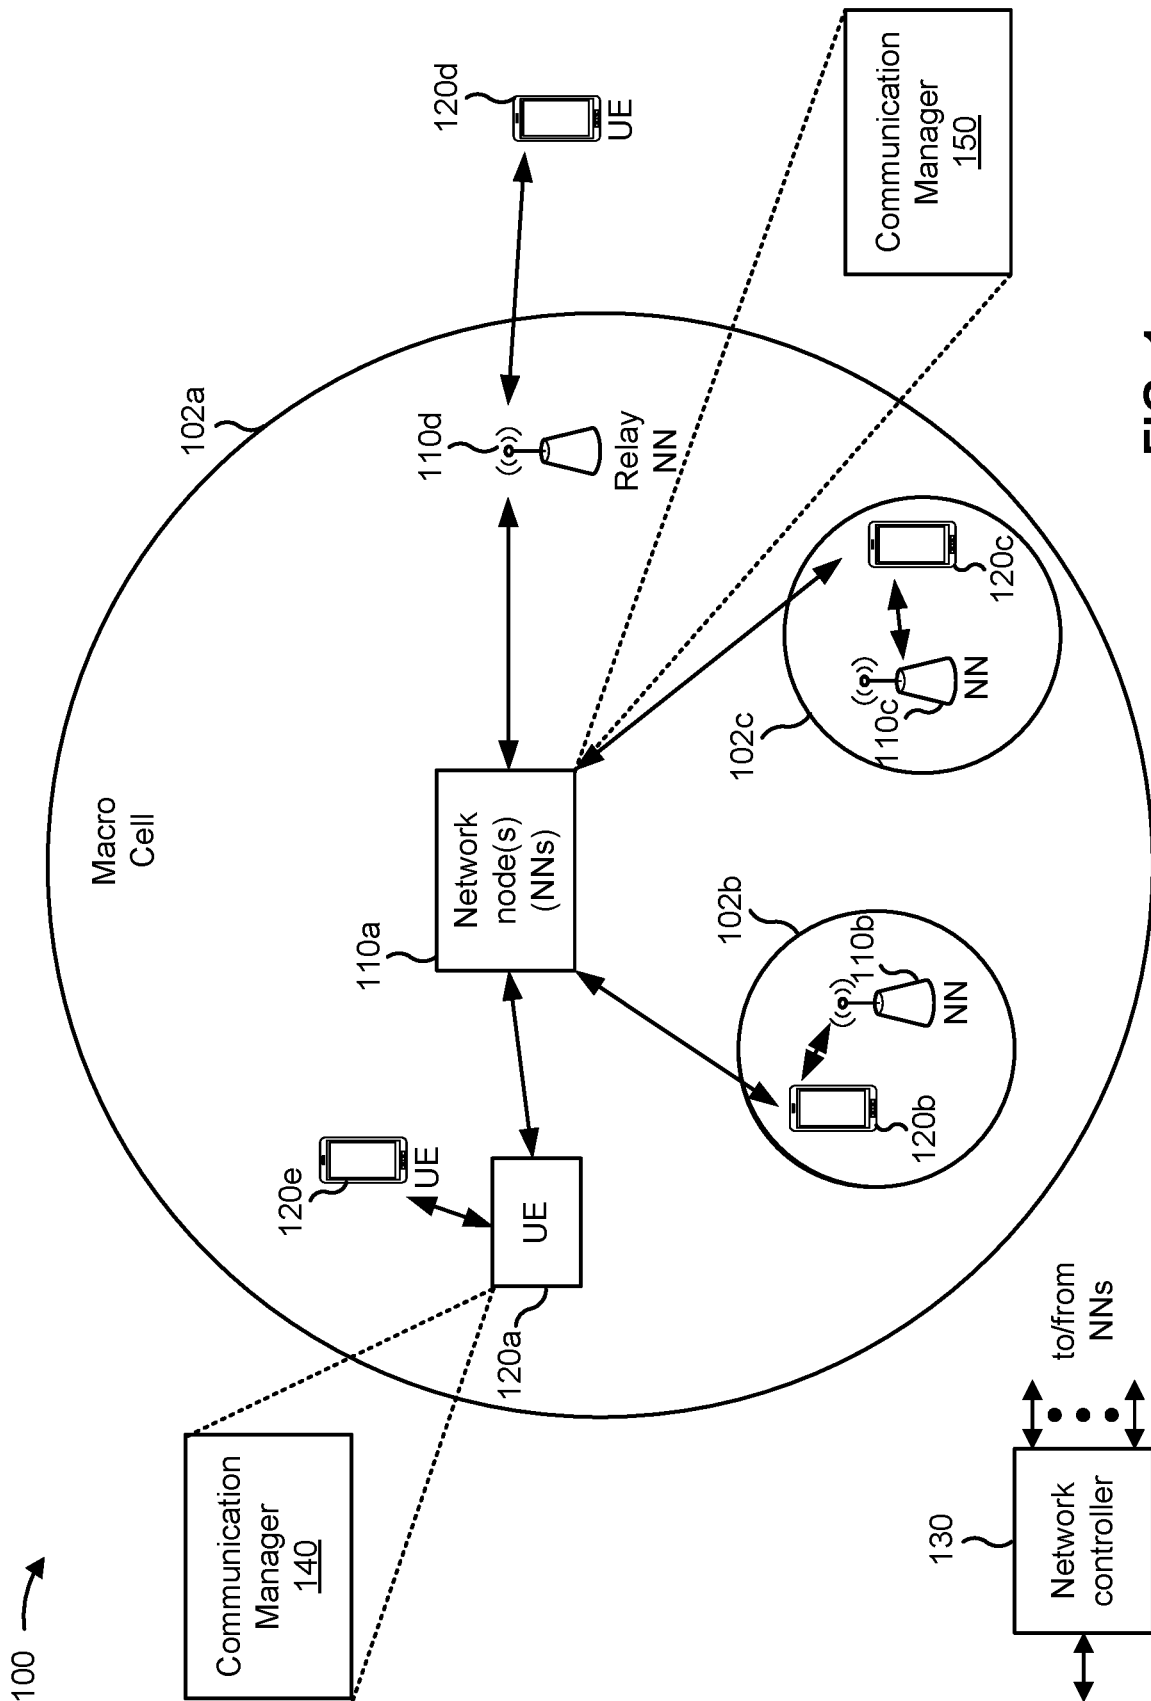 100
Communication
Manager
140
Macro
Cell
102a
120e
UE
120a
UE
110a
Network
node(s)
(NNs)
110d
Relay
NN
120d
UE
102b
110b
NN
120b
102c
110c
NN
120c
Communication
Manager
150
130
Network
controller
to/from
NNs